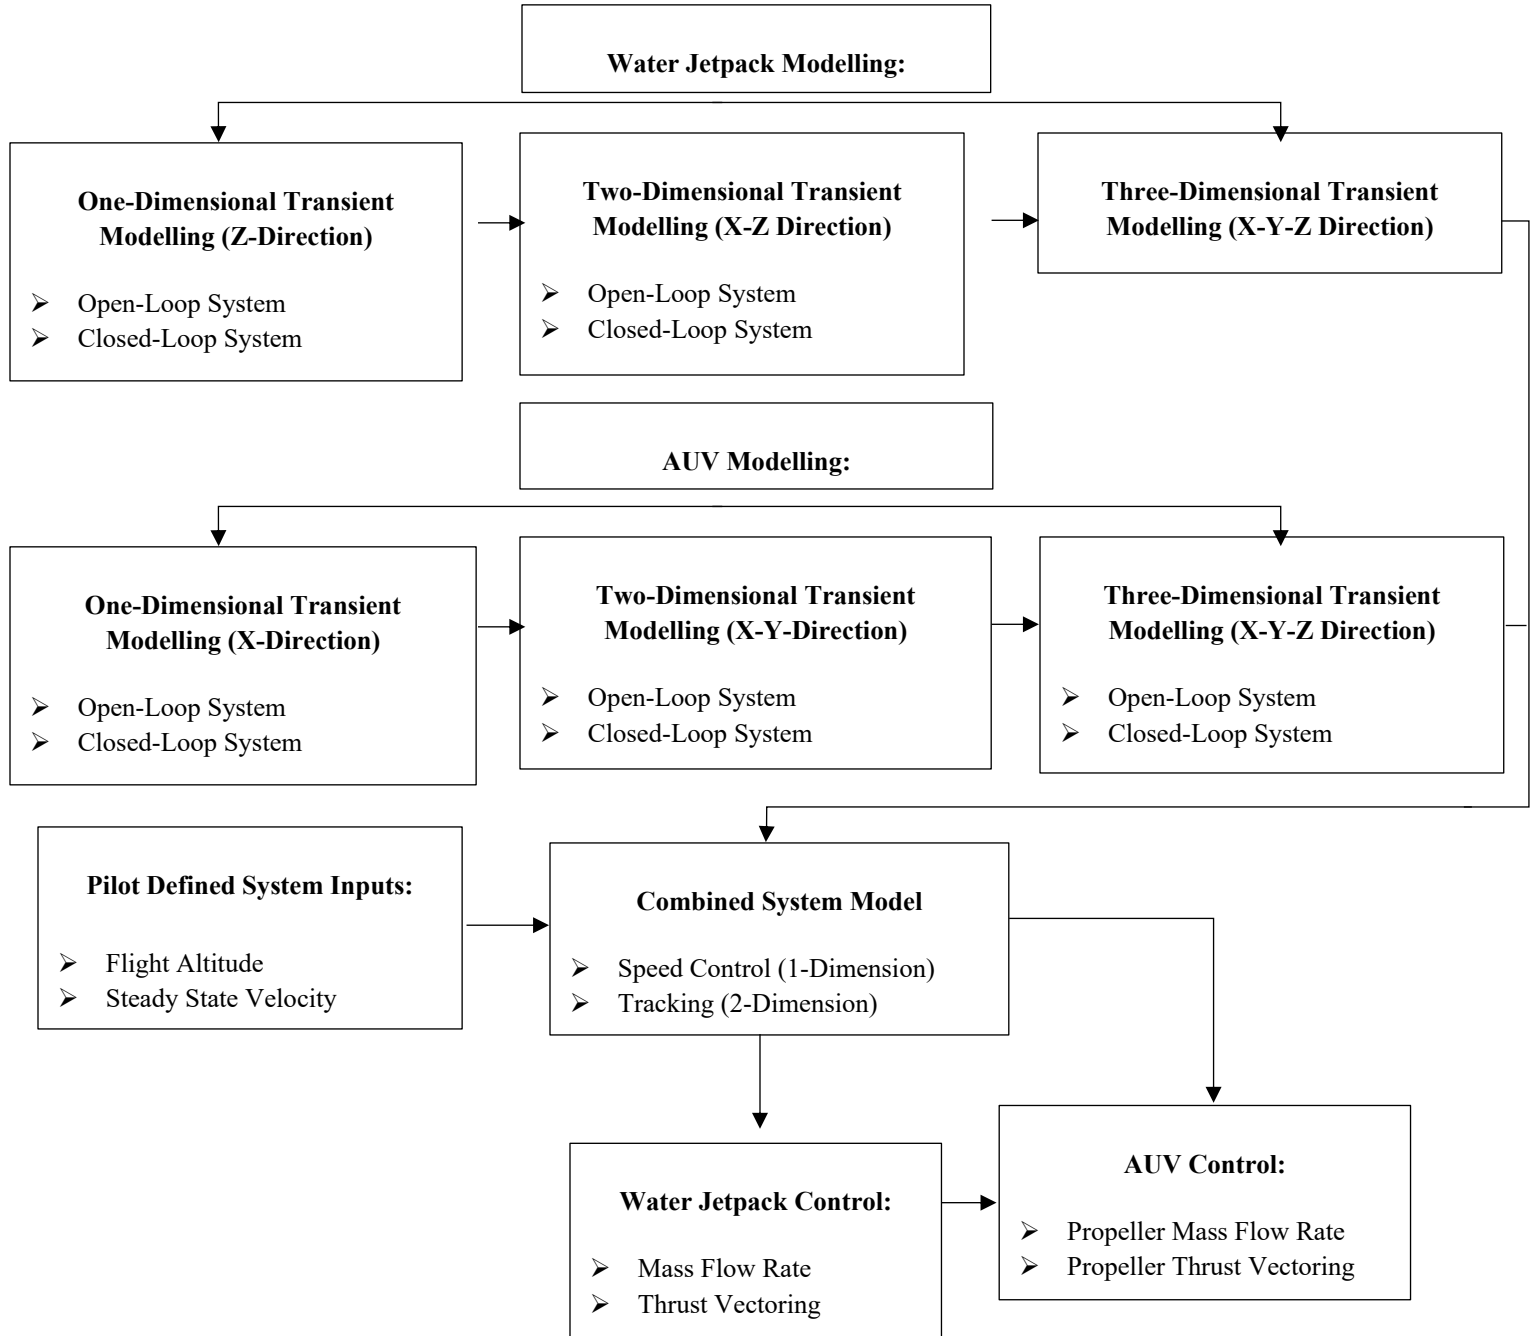 Water Jetpack Modelling:
One-Dimensional Transient
Modelling (Z-Direction)
➢ Open-Loop System
➢ Closed-Loop System
Two-Dimensional Transient
Modelling (X-Z Direction)
➢ Open-Loop System
➢ Closed-Loop System
Three-Dimensional Transient
Modelling (X-Y-Z Direction)
AUV Modelling:
One-Dimensional Transient
Modelling (X-Direction)
➢ Open-Loop System
➢ Closed-Loop System
Two-Dimensional Transient
Modelling (X-Y-Direction)
➢ Open-Loop System
➢ Closed-Loop System
Three-Dimensional Transient
Modelling (X-Y-Z Direction)
➢ Open-Loop System
➢ Closed-Loop System
Pilot Defined System Inputs:
➢ Flight Altitude
➢ Steady State Velocity
Combined System Model
➢ Speed Control (1-Dimension)
➢ Tracking (2-Dimension)
Water Jetpack Control:
➢ Mass Flow Rate
➢ Thrust Vectoring
AUV Control:
➢ Propeller Mass Flow Rate
➢ Propeller Thrust Vectoring